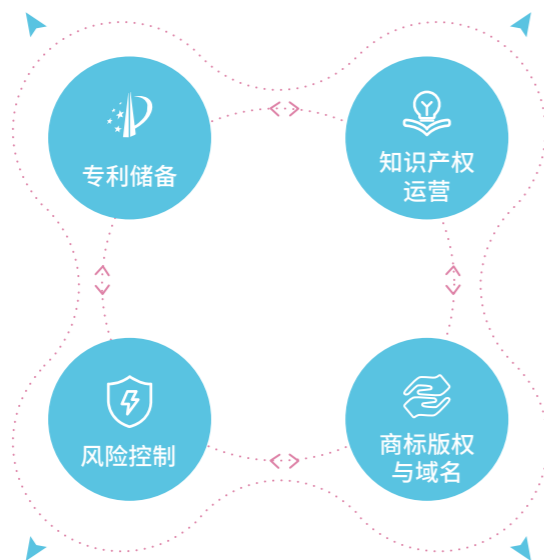 专利储备
知识产权
运营
风险控制
商标版权
与域名